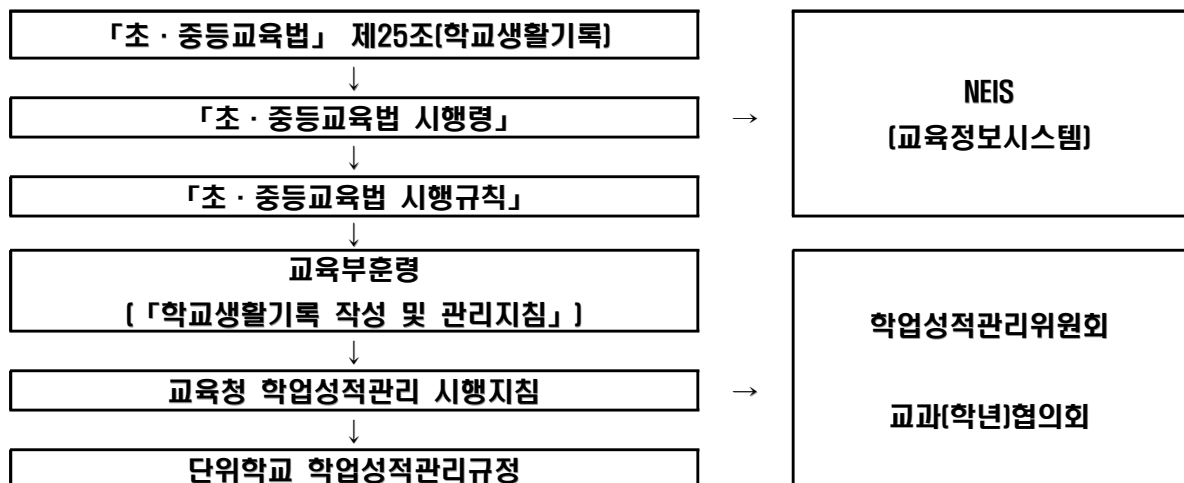 「초 · 중등교육법」 제25조(학교생활기록)
↓
「초 · 중등교육법 시행령」
↓
「초 · 중등교육법 시행규칙」
↓
교육부훈령
(「학교생활기록 작성 및 관리지침」)
↓
교육청 학업성적관리 시행지침
↓
단위학교 학업성적관리규정
→
NEIS
(교육정보시스템)
→
학업성적관리위원회
교과(학년)협의회